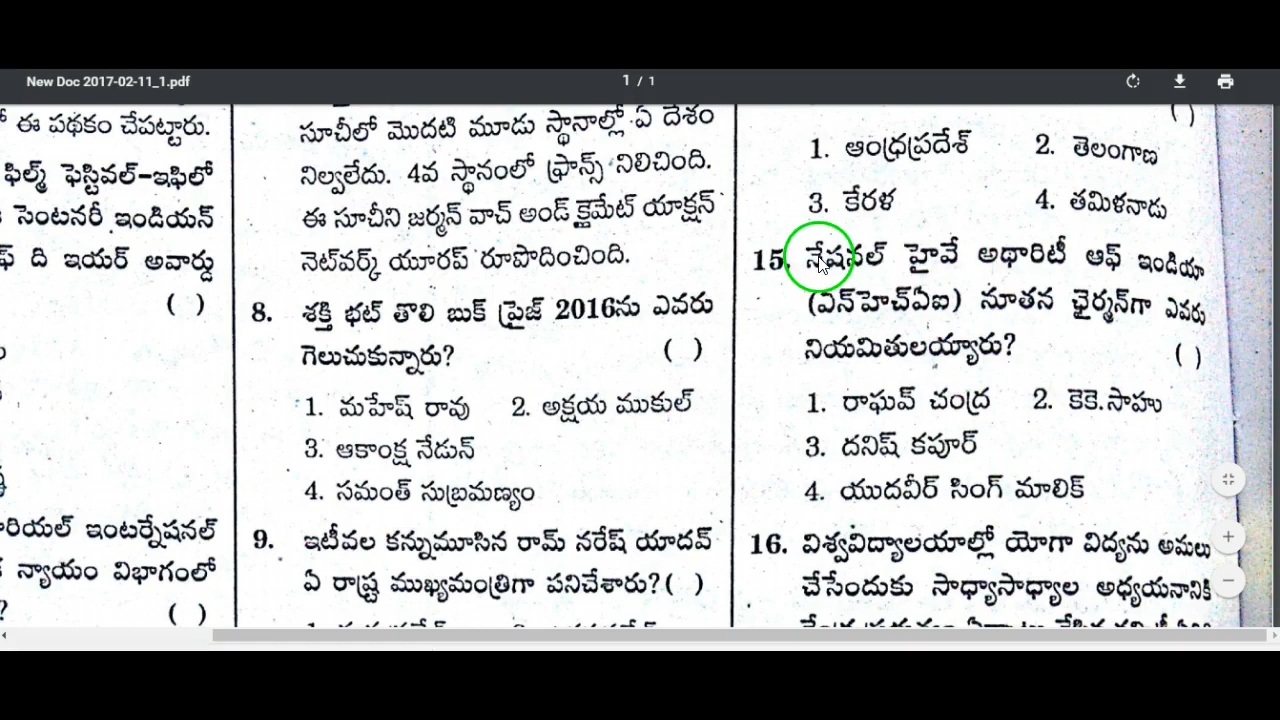 New Doc 2017-02-11_1.pdf
1 / 1
ఈ పథకం చేపట్టారు.
ఫిల్మ్ ఫెస్టివల్-ఇఫిలో
సెంటనరీ ఇండియన్
ది ఇయర్ అవార్డు
( )
ఇంటర్నేషనల్
న్యాయం విభాగంలో
( )
సూచీలో మొదటి మూడు స్థానాల్లో ఏ దేశం
నిల్వలేదు. 4వ స్థానంలో ఫ్రాన్స్ నిలిచింది.
ఈ సూచీని జర్మన్ వాచ్ అండ్ క్లైమేట్ యాక్షన్
నెట్‌వర్క్ యూరప్ రూపొదించింది.
8. శక్తి భట్ తొలి బుక్ ప్రైజ్ 2016ను ఎవరు
గెలుచుకున్నారు? ( )
1. మహేష్ రావు 2. అక్షయ ముకుల్
3. ఆకాంక్ష నేడున్
4. సమంత్ సుబ్రమణ్యం
9. ఇటీవల కన్నుమూసిన రామ్ నరేష్ యాదవ్
ఏ రాష్ట్ర ముఖ్యమంత్రిగా పనిచేశారు? ( )
( )
1. ఆంధ్రప్రదేశ్ 2. తెలంగాణ
3. కేరళ 4. తమిళనాడు
15. నేషనల్ హైవే అథారిటీ ఆఫ్ ఇండియా
(ఎన్‌హెచ్‌ఏఐ) నూతన ఛైర్మన్‌గా ఎవరు
నియమితులయ్యారు? ( )
1. రాఘవ్ చంద్ర 2. కెకె.సాహు
3. దనిష్ కపూర్
4. యుదవీర్ సింగ్ మాలిక్
16. విశ్వవిద్యాలయాల్లో యోగా విద్యను అమలు
చేసేందుకు సాధ్యాసాధ్యాల అధ్యయనానికి